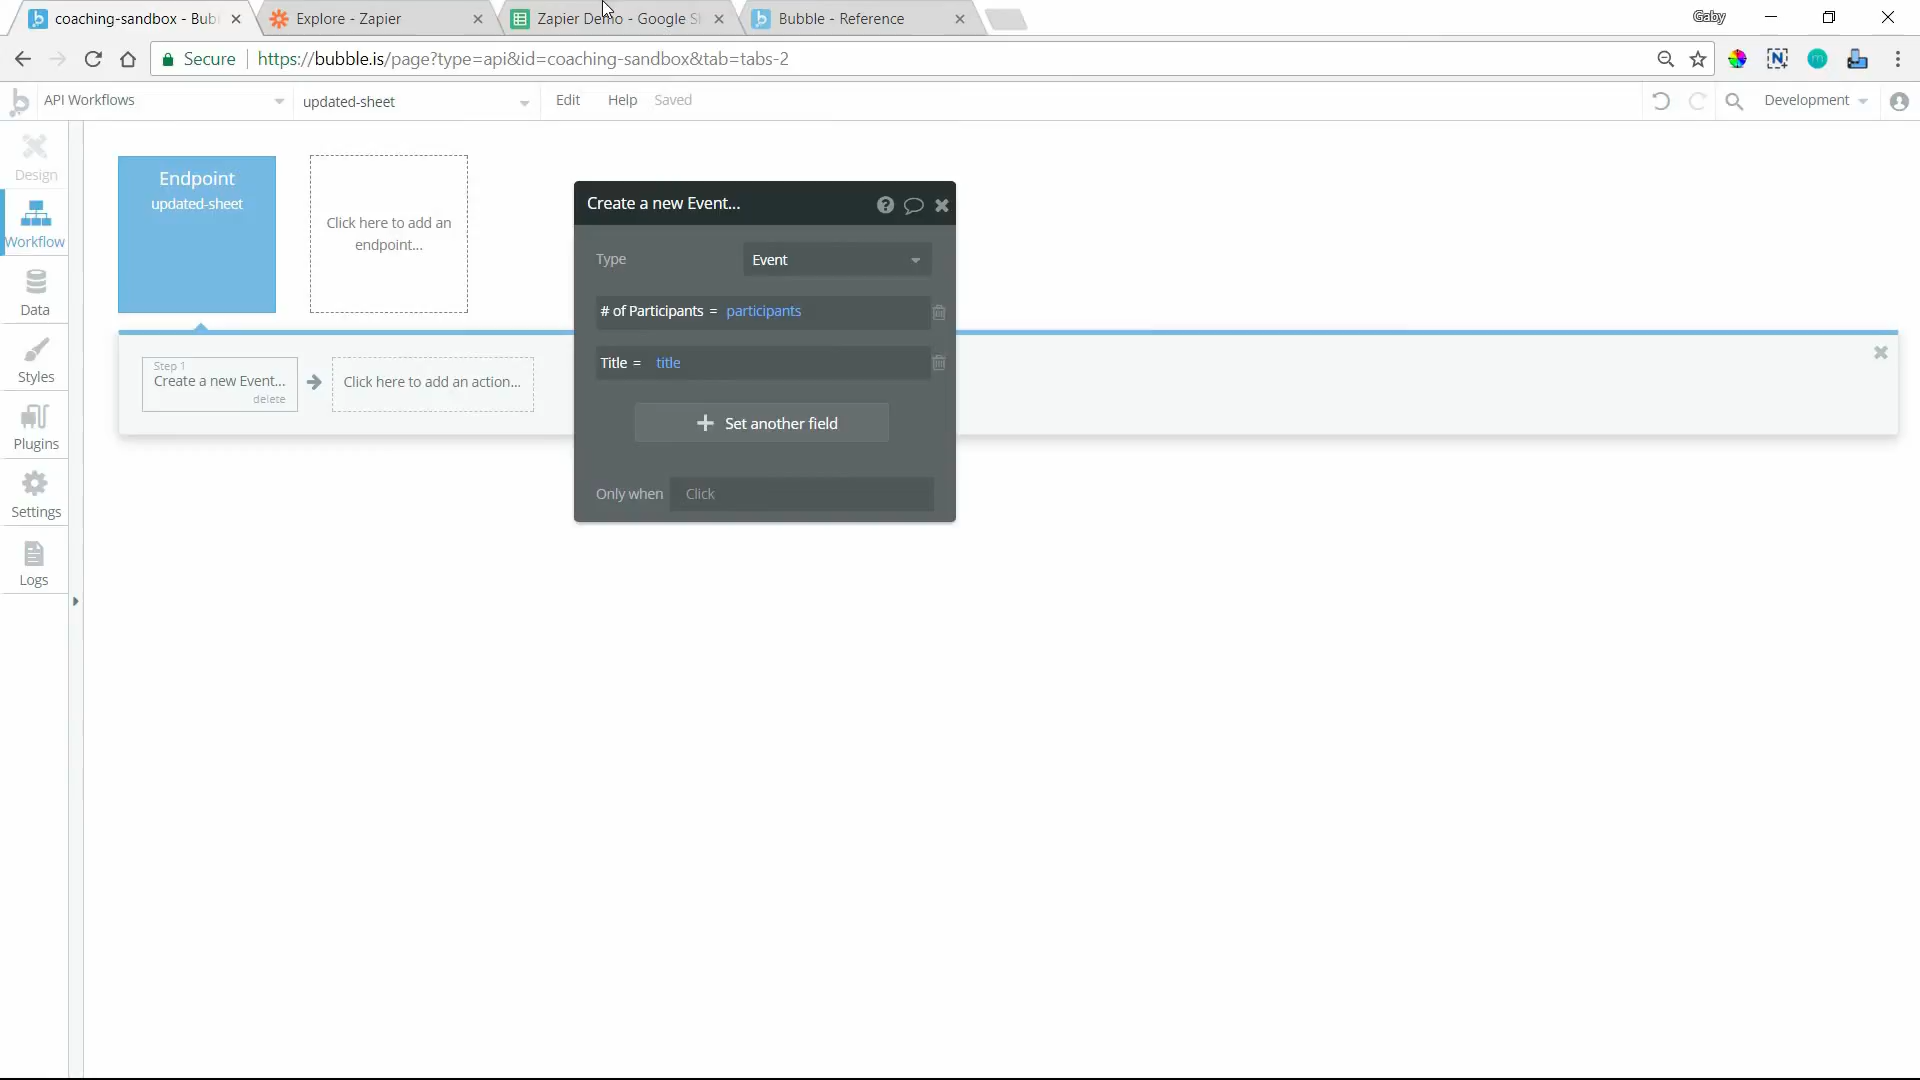 coaching-sandbox - Bub
Explore - Zapier
Zapier Demo - Google S
Bubble - Reference
Gaby
Secure
https://bubble.is/page?type=api&id=coaching-sandbox&tab=tabs-2
API Workflows
updated-sheet
Edit
Help
Saved
Development
Design
Workflow
Data
Styles
Plugins
Settings
Logs
Endpoint
updated-sheet
Click here to add an
endpoint...
Step 1
Create a new Event...
delete
Click here to add an action...
Create a new Event...
Type
Event
# of Participants = participants
Title = title
Set another field
Only when
Click